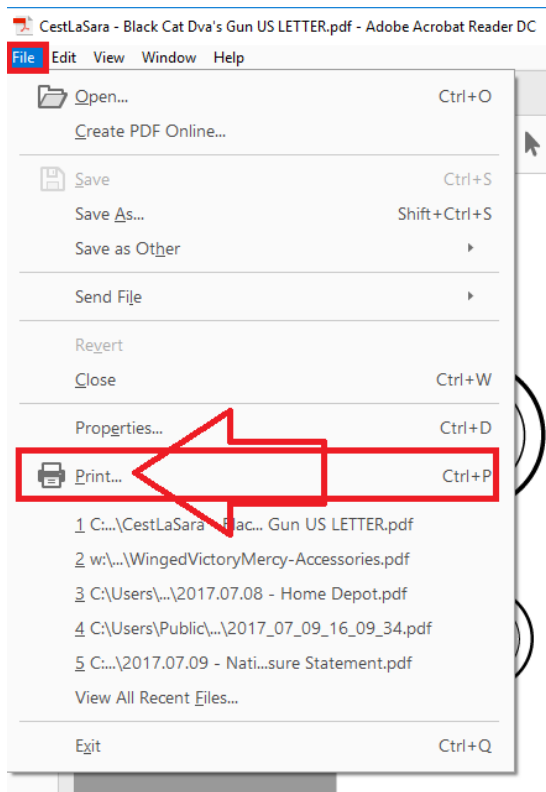 CestLaSara - Black Cat Dva's Gun US LETTER.pdf - Adobe Acrobat Reader DC
File Edit View Window Help
Open... Ctrl+O
Create PDF Online...
Save Ctrl+S
Save As... Shift+Ctrl+S
Save as Other
Send File
Revert
Close Ctrl+W
Properties... Ctrl+D
Print... Ctrl+P
1 C:...\CestLaSara - Blac... Gun US LETTER.pdf
2 w:\...\WingedVictoryMercy-Accessories.pdf
3 C:\Users\...\2017.07.08 - Home Depot.pdf
4 C:\Users\Public\...\2017_07_09_16_09_34.pdf
5 C:...\2017.07.09 - Nati...sure Statement.pdf
View All Recent Files...
Exit Ctrl+Q